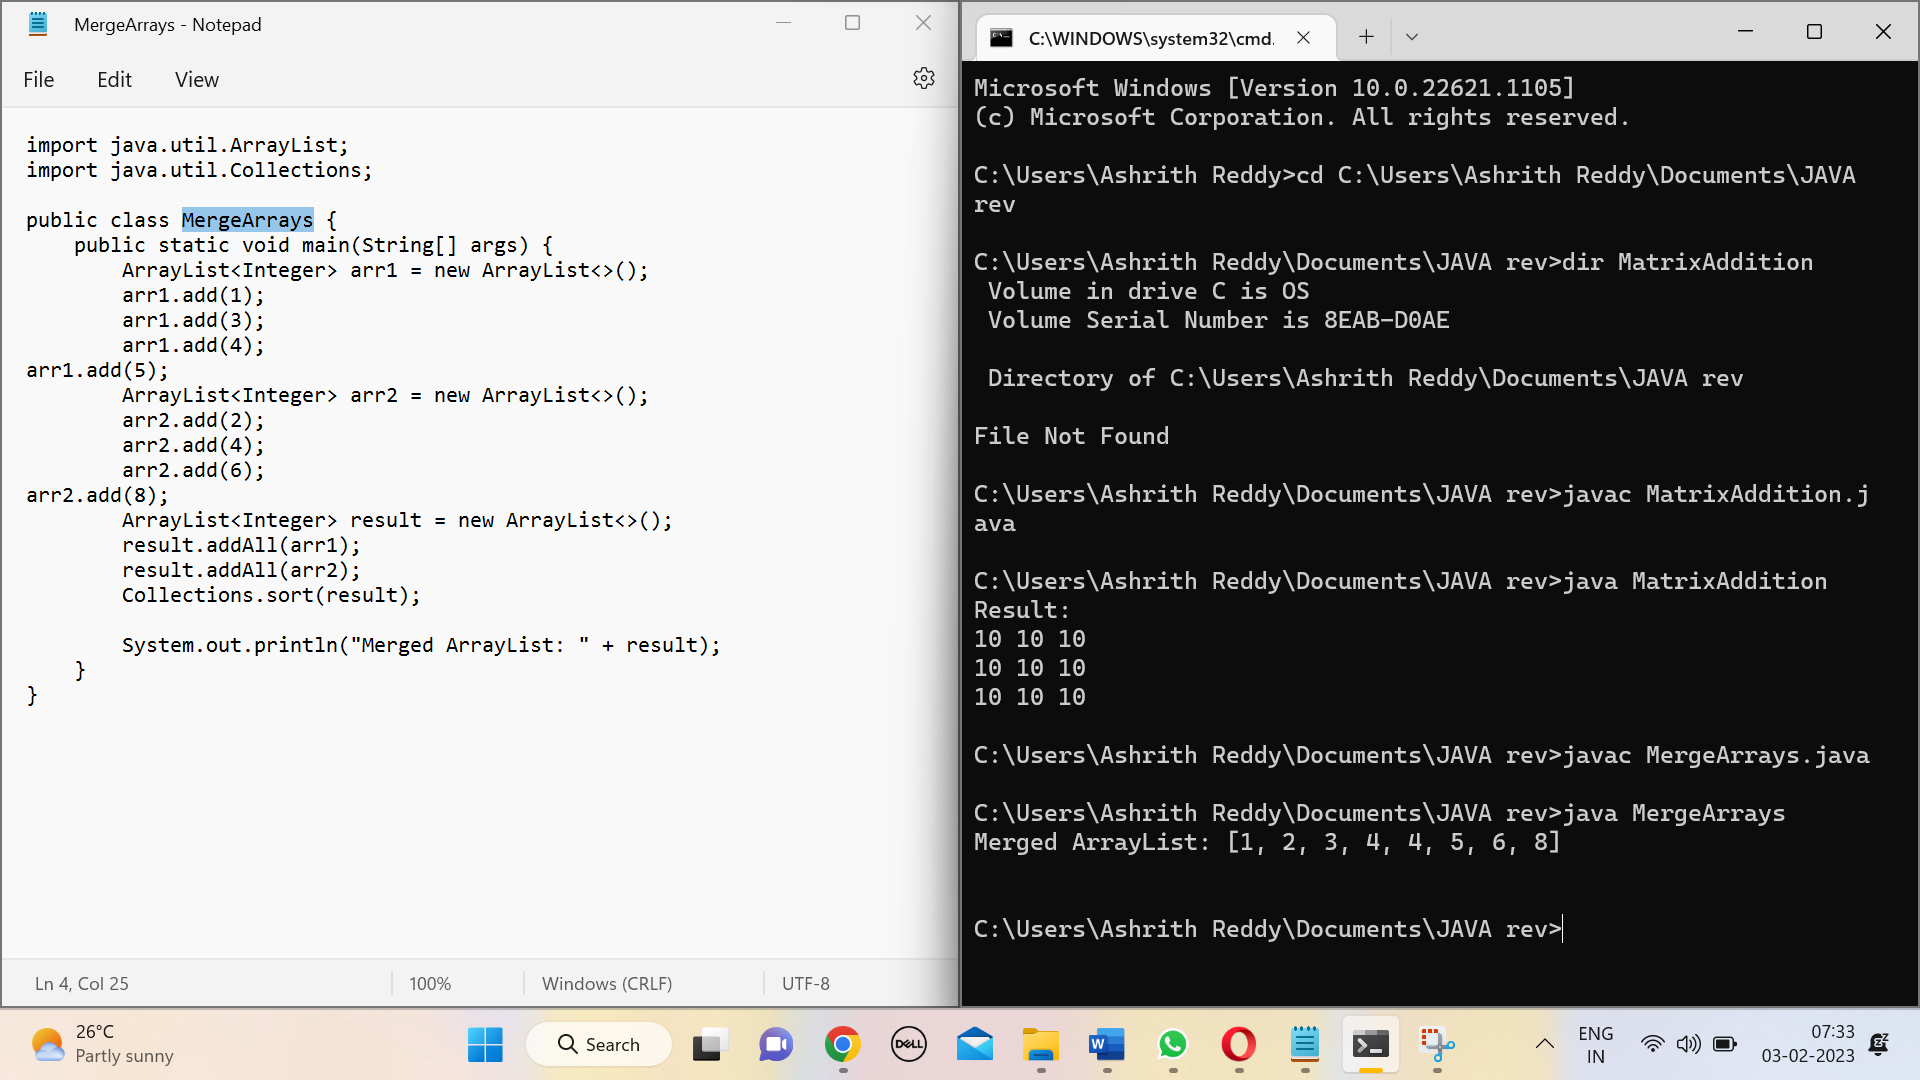 MergeArrays - Notepad
File Edit View
import java.util.ArrayList;
import java.util.Collections;
public class MergeArrays {
    public static void main(String[] args) {
        ArrayList<Integer> arr1 = new ArrayList<>();
        arr1.add(1);
        arr1.add(3);
        arr1.add(4);
arr1.add(5);
        ArrayList<Integer> arr2 = new ArrayList<>();
        arr2.add(2);
        arr2.add(4);
        arr2.add(6);
arr2.add(8);
        ArrayList<Integer> result = new ArrayList<>();
        result.addAll(arr1);
        result.addAll(arr2);
        Collections.sort(result);
        System.out.println("Merged ArrayList: " + result);
    }
}
Ln 4, Col 25 100% Windows (CRLF) UTF-8
C:\WINDOWS\system32\cmd.
Microsoft Windows [Version 10.0.22621.1105]
(c) Microsoft Corporation. All rights reserved.
C:\Users\Ashrith Reddy>cd C:\Users\Ashrith Reddy\Documents\JAVA
rev
C:\Users\Ashrith Reddy\Documents\JAVA rev>dir MatrixAddition
 Volume in drive C is OS
 Volume Serial Number is 8EAB-D0AE
 Directory of C:\Users\Ashrith Reddy\Documents\JAVA rev
File Not Found
C:\Users\Ashrith Reddy\Documents\JAVA rev>javac MatrixAddition.j
ava
C:\Users\Ashrith Reddy\Documents\JAVA rev>java MatrixAddition
Result:
10 10 10
10 10 10
10 10 10
C:\Users\Ashrith Reddy\Documents\JAVA rev>javac MergeArrays.java
C:\Users\Ashrith Reddy\Documents\JAVA rev>java MergeArrays
Merged ArrayList: [1, 2, 3, 4, 4, 5, 6, 8]
C:\Users\Ashrith Reddy\Documents\JAVA rev>
26°C
Partly sunny
Search
DELL
W
ENG
IN
07:33
03-02-2023